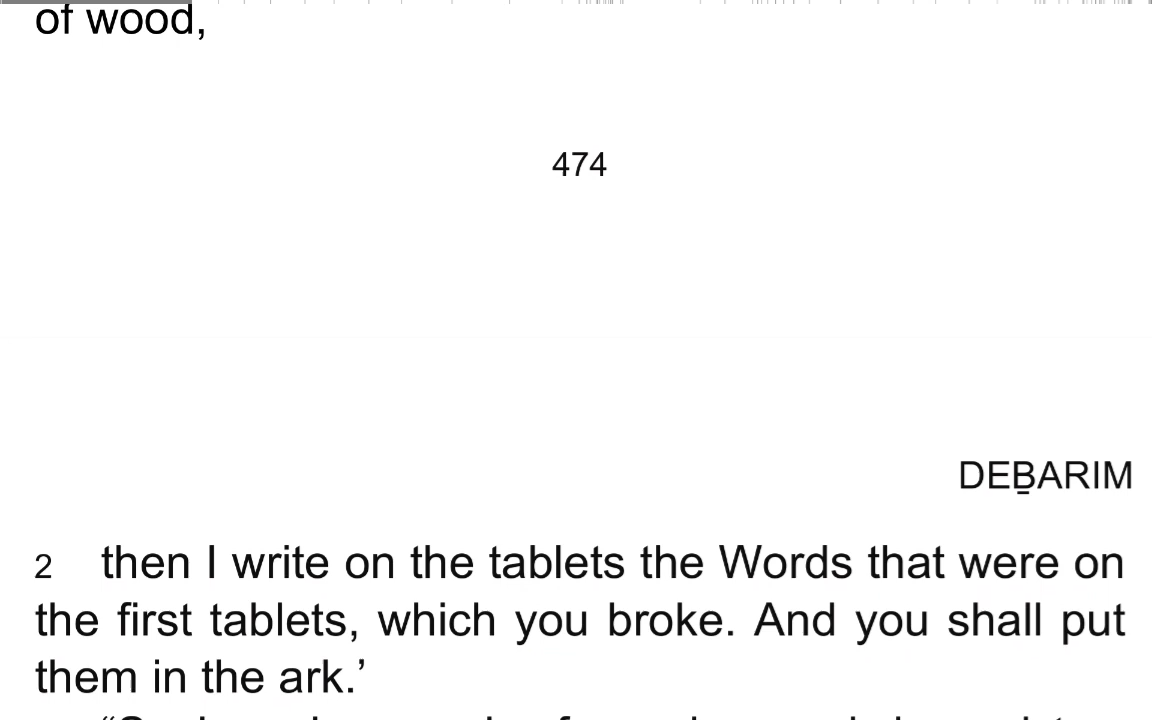 of wood,
474
DEḆARIM
2 then I write on the tablets the Words that were on
the first tablets, which you broke. And you shall put
them in the ark.’